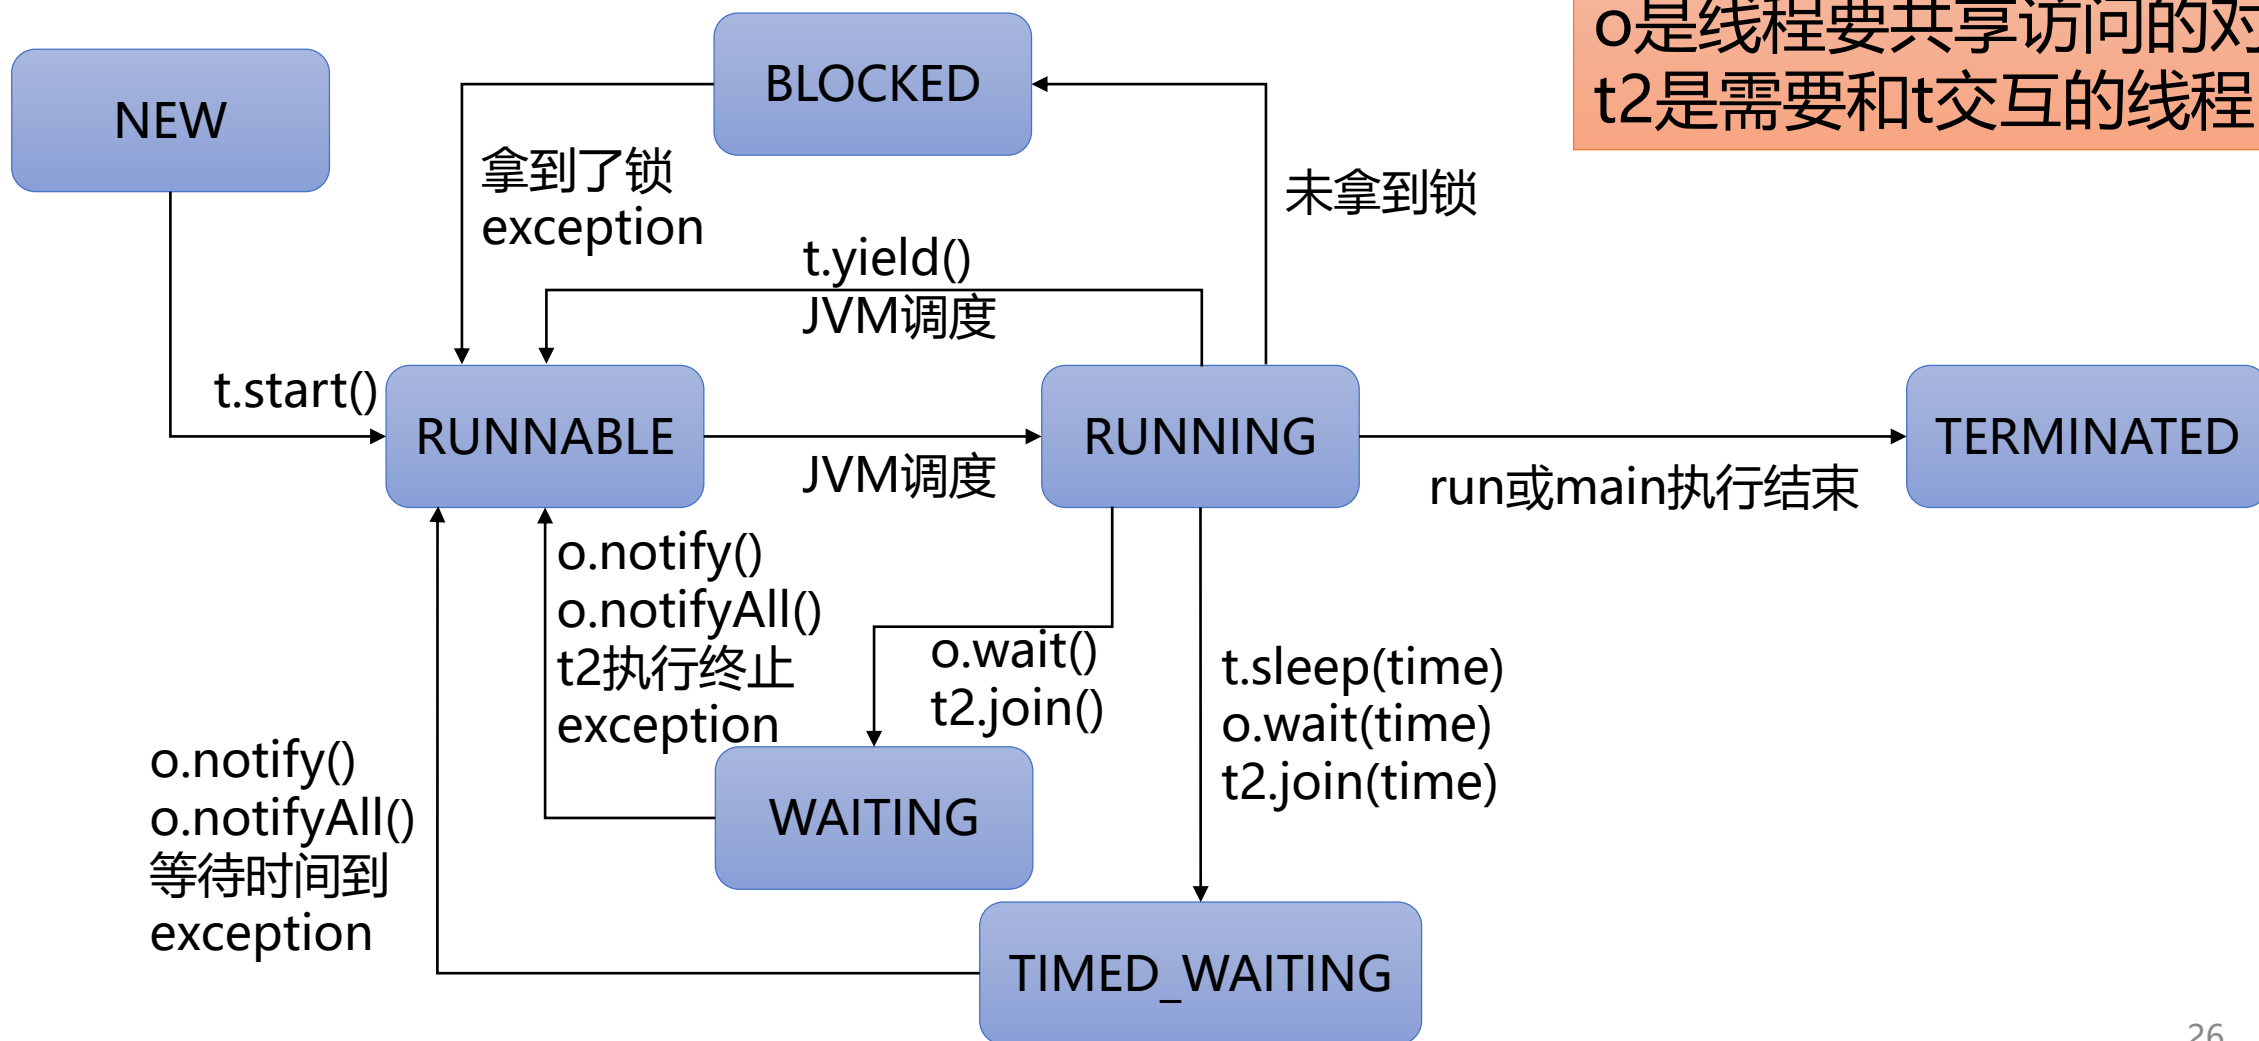 o是线程要共享访问的对
t2是需要和t交互的线程
BLOCKED
NEW
拿到了锁
exception
未拿到锁
t.yield()
JVM调度
t.start()
RUNNABLE
JVM调度
RUNNING
run或main执行结束
TERMINATED
o.notify()
o.notifyAll()
t2执行终止
exception
o.wait()
t2.join()
t.sleep(time)
o.wait(time)
t2.join(time)
o.notify()
o.notifyAll()
等待时间到
exception
WAITING
TIMED_WAITING
26